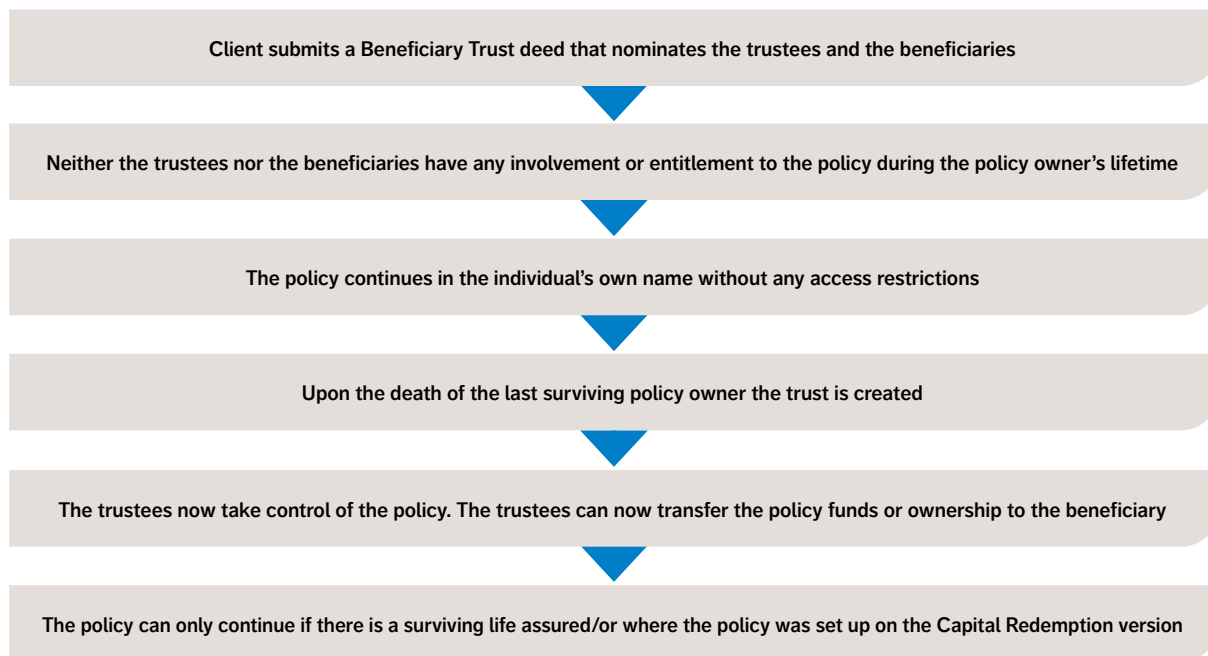 Client submits a Beneficiary Trust deed that nominates the trustees and the beneficiaries
Neither the trustees nor the beneficiaries have any involvement or entitlement to the policy during the policy owner’s lifetime
The policy continues in the individual’s own name without any access restrictions
Upon the death of the last surviving policy owner the trust is created
The trustees now take control of the policy. The trustees can now transfer the policy funds or ownership to the beneficiary
The policy can only continue if there is a surviving life assured/or where the policy was set up on the Capital Redemption version